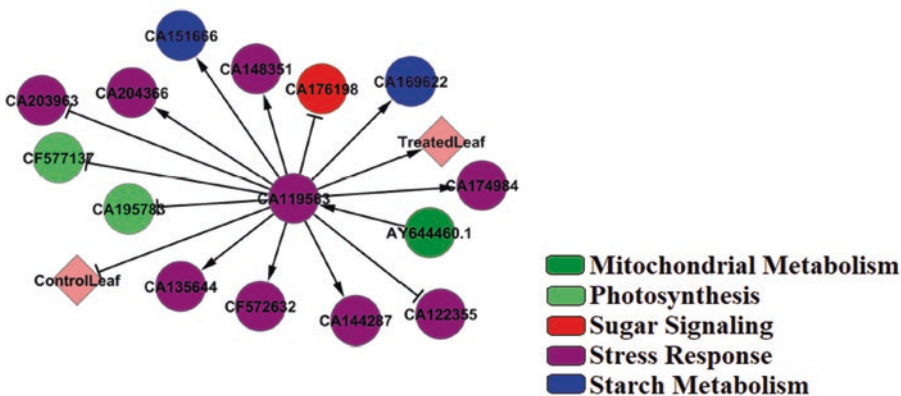 CA151666
CA148351
CA204366
CA176198
CA169622
CA203963
TreatedLeaf
CF577137
CA174984
CA119563
CA195783
AY644460.1
ControlLeaf
CA135644
CF572632
CA144287
CA122355
Mitochondrial Metabolism
Photosynthesis
Sugar Signaling
Stress Response
Starch Metabolism